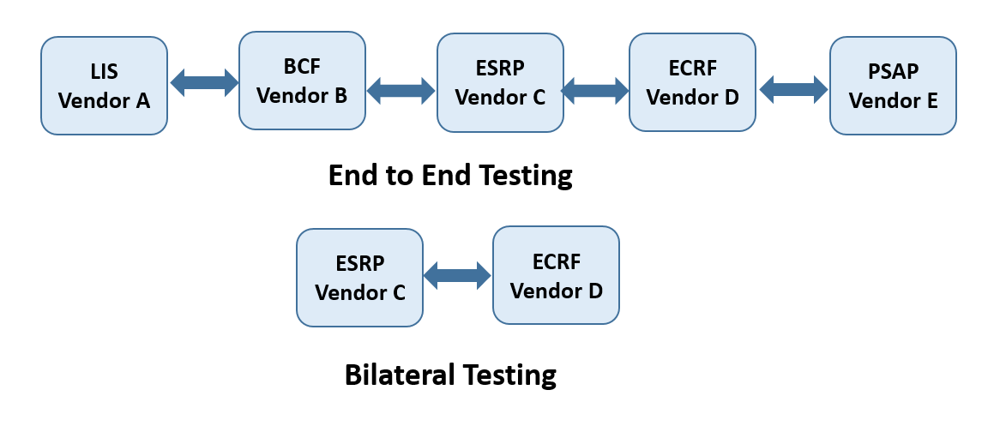 LIS
Vendor A
BCF
Vendor B
ESRP
Vendor C
ECRF
Vendor D
PSAP
Vendor E
End to End Testing
ESRP
Vendor C
ECRF
Vendor D
Bilateral Testing